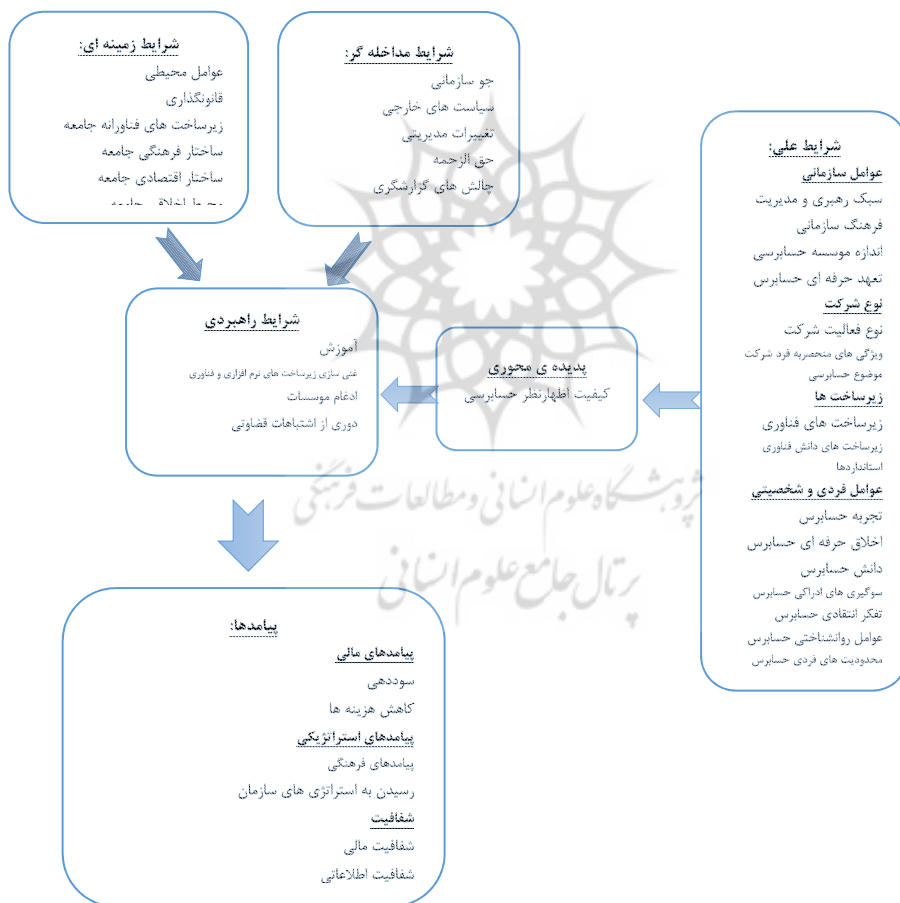 شرایط زمینه ای:
عوامل محیطی
قانونگذاری
زیرساخت های فناورانه جامعه
ساختار فرهنگی جامعه
ساختار اقتصادی جامعه
محیط اخلاقی جامعه
شرایط مداخله گر:
جو سازمانی
سیاست های خارجی
تغییرات مدیریتی
حق الزحمه
چالش های گزارشگری
شرایط علی:
عوامل سازمانی
سبک رهبری و مدیریت
فرهنگ سازمانی
اندازه موسسه حسابرسی
تعهد حرفه ای حسابرس
نوع شرکت
نوع فعالیت شرکت
ویژگی های منحصربه فرد شرکت
موضوع حسابرسی
زیرساخت ها
زیرساخت های فناوری
زیرساخت های دانش فناوری
استانداردها
عوامل فردی و شخصیتی
تجربه حسابرس
اخلاق حرفه ای حسابرس
دانش حسابرس
سوگیری های ادراکی حسابرس
تفکر انتقادی حسابرس
عوامل روانشناختی حسابرس
محدودیت های فردی حسابرس
پدیده ی محوری
کیفیت اظهارنظر حسابرسی
شرایط راهبردی
آموزش
غنی سازی زیرساخت های نرم افزاری و فناوری
ادغام موسسات
دوری از اشتباهات قضاوتی
پژوهشگاه علوم انسانی و مطالعات فرهنگی
پرتال جامع علوم انسانی
پیامدها:
پیامدهای مالی
سوددهی
کاهش هزینه ها
پیامدهای استراتژیکی
پیامدهای فرهنگی
رسیدن به استراتژی های سازمان
شفافیت
شفافیت مالی
شفافیت اطلاعاتی